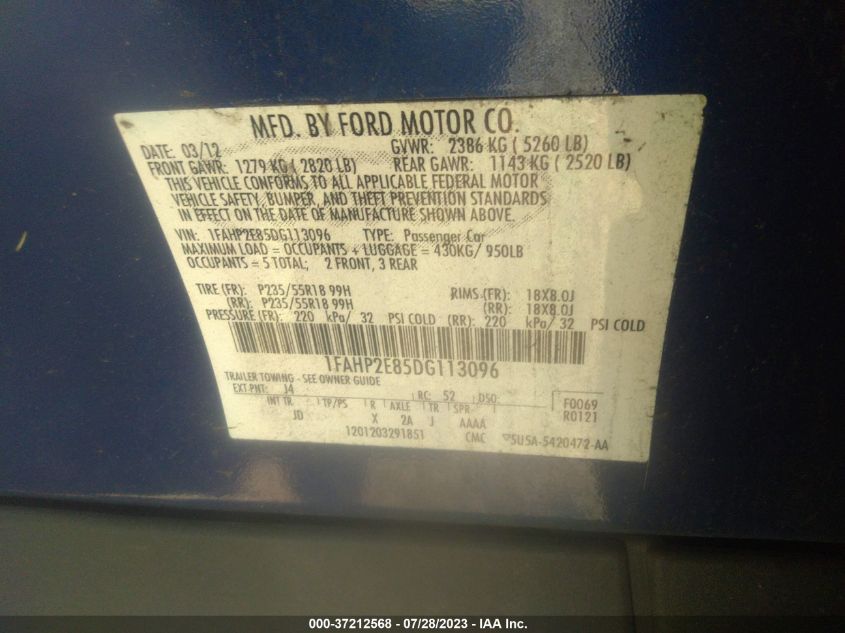 MFD. BY FORD MOTOR CO.
DATE: 03/12 GVWR: 2386 KG ( 5260 LB)
FRONT GAWR: 1279 KG ( 2820 LB) REAR GAWR: 1143 KG ( 2520 LB)
THIS VEHICLE CONFORMS TO ALL APPLICABLE FEDERAL MOTOR
VEHICLE SAFETY, BUMPER, AND THEFT PREVENTION STANDARDS
IN EFFECT ON THE DATE OF MANUFACTURE SHOWN ABOVE.
VIN: 1FAHP2E85DG113096 TYPE: Passenger Car
MAXIMUM LOAD = OCCUPANTS + LUGGAGE = 430KG/ 950LB
OCCUPANTS = 5 TOTAL; 2 FRONT, 3 REAR
TIRE (FR): P235/55R18 99H RIMS (FR): 18X8.0J
(RR): P235/55R18 99H (RR): 18X8.0J
PRESSURE (FR): 220 kPa/ 32 PSI COLD (RR): 220 kPa/ 32 PSI COLD
1FAHP2E85DG113096
TRAILER TOWING - SEE OWNER GUIDE
EXT PNT: J4 RC: 52 DSO: F0069
INT TR TP/PS R AXLE TR SPR R0121
JD X 2A J AAAA
1201203291851 CMC 5U5A-5420472-AA
000-37212568 - 07/28/2023 - IAA Inc.